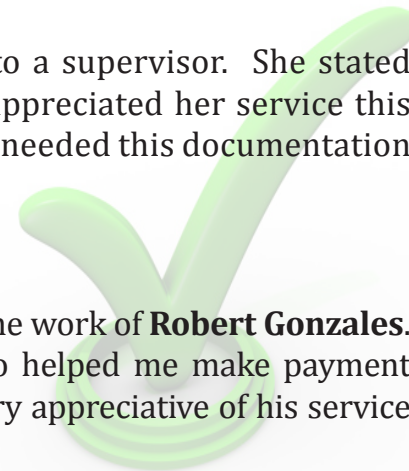 to a supervisor. She stated
appreciated her service this
needed this documentation
he work of Robert Gonzales.
o helped me make payment
ry appreciative of his service